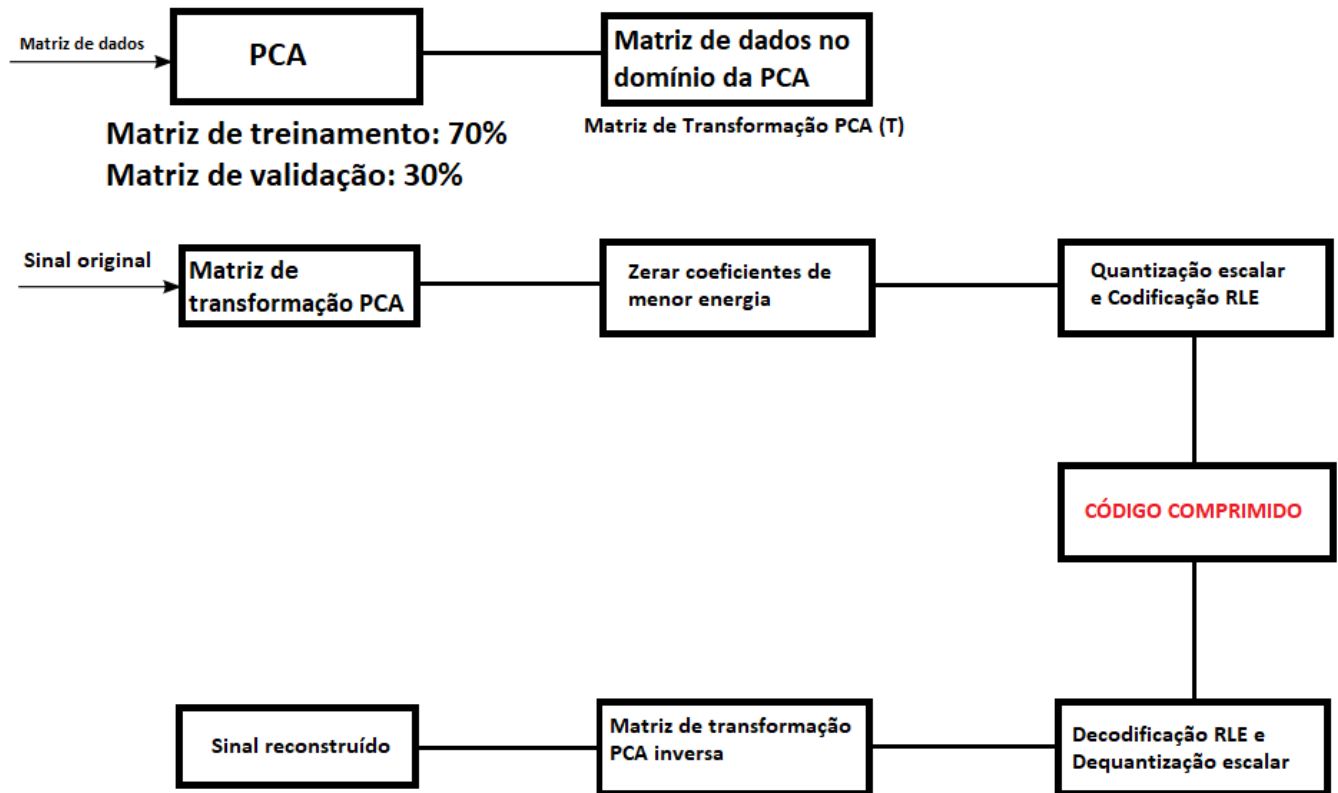 Matriz de dados
PCA
Matriz de dados no
domínio da PCA
Matriz de treinamento: 70%
Matriz de validação: 30%
Matriz de Transformação PCA (T)
Sinal original
Matriz de
transformação PCA
Zerar coeficientes de
menor energia
Quantização escalar
e Codificação RLE
CÓDIGO COMPRIMIDO
Sinal reconstruído
Matriz de transformação
PCA inversa
Decodificação RLE e
Dequantização escalar